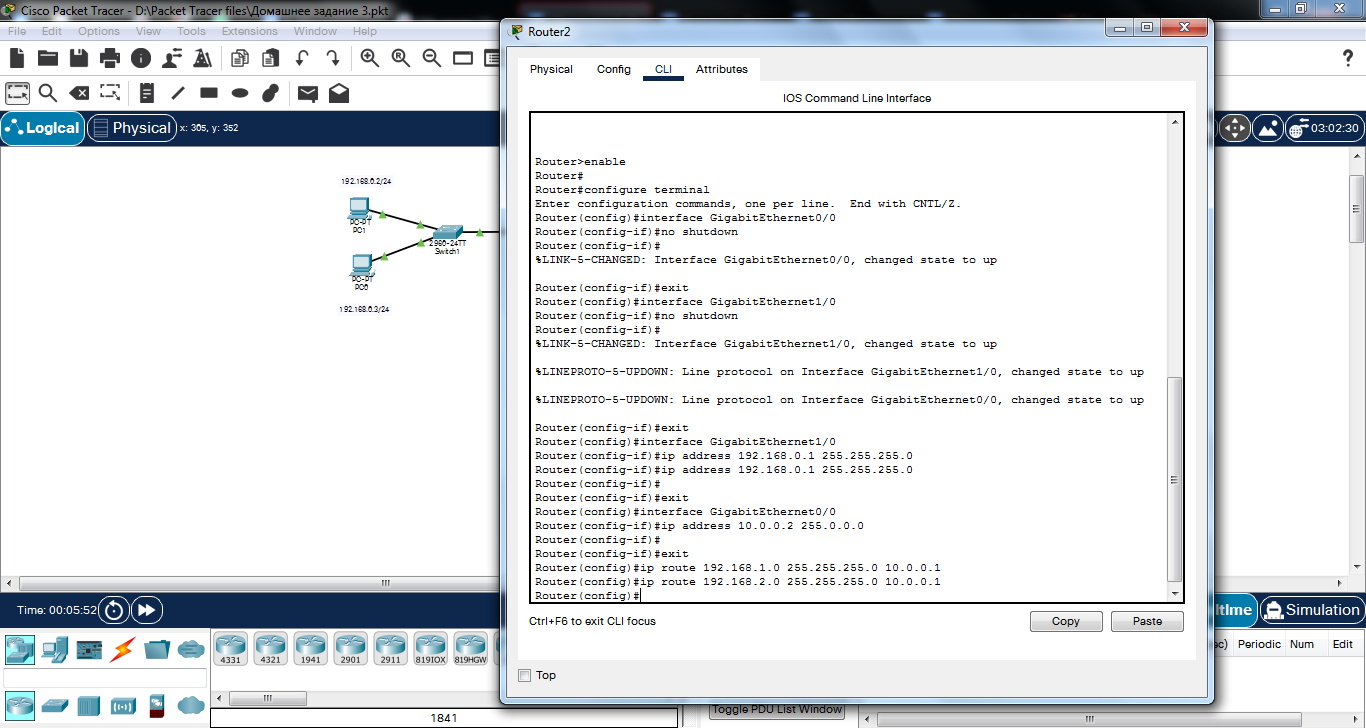 Cisco Packet Tracer - D:\Packet Tracer files\Домашнее задание 3.pkt
File Edit Options View Tools Extensions Window Help
Logical Physical x: 305, y: 352
03:02:30
192.168.0.2/24
PC-PT
PC1
2960-24TT
Switch1
PC-PT
PC0
192.168.0.3/24
Router2
Physical Config CLI Attributes
IOS Command Line Interface
Router>enable
Router#
Router#configure terminal
Enter configuration commands, one per line.  End with CNTL/Z.
Router(config)#interface GigabitEthernet0/0
Router(config-if)#no shutdown
Router(config-if)#
%LINK-5-CHANGED: Interface GigabitEthernet0/0, changed state to up
Router(config-if)#exit
Router(config)#interface GigabitEthernet1/0
Router(config-if)#no shutdown
Router(config-if)#
%LINK-5-CHANGED: Interface GigabitEthernet1/0, changed state to up
%LINEPROTO-5-UPDOWN: Line protocol on Interface GigabitEthernet1/0, changed state to up
%LINEPROTO-5-UPDOWN: Line protocol on Interface GigabitEthernet0/0, changed state to up
Router(config-if)#exit
Router(config)#interface GigabitEthernet1/0
Router(config-if)#ip address 192.168.0.1 255.255.255.0
Router(config-if)#ip address 192.168.0.1 255.255.255.0
Router(config-if)#
Router(config-if)#exit
Router(config)#interface GigabitEthernet0/0
Router(config-if)#ip address 10.0.0.2 255.0.0.0
Router(config-if)#
Router(config-if)#exit
Router(config)#ip route 192.168.1.0 255.255.255.0 10.0.0.1
Router(config)#ip route 192.168.2.0 255.255.255.0 10.0.0.1
Router(config)#
Ctrl+F6 to exit CLI focus
Copy Paste
Top
Time: 00:05:52
ltime Simulation
4331 4321 1941 2901 2911 819IOX 819HGW
1841
ec) Periodic Num Edit
Toggle PDU List Window